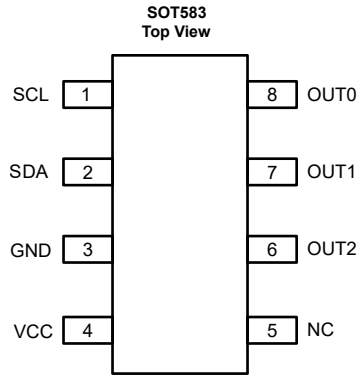 SOT583
Top View
SCL 1 8 OUT0
SDA 2 7 OUT1
GND 3 6 OUT2
VCC 4 5 NC